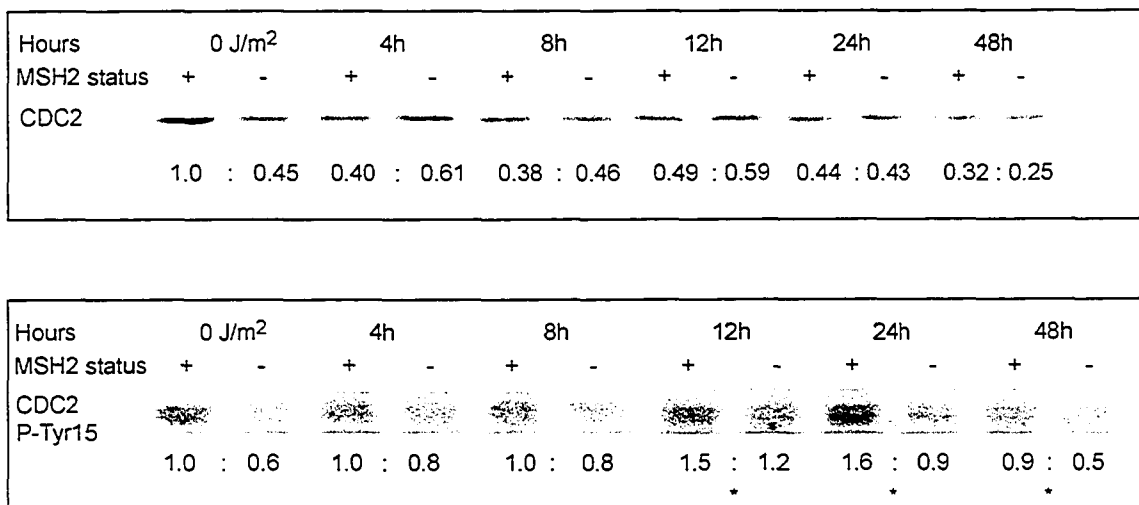 Hours 0 J/m2 4h 8h 12h 24h 48h
MSH2 status + - + - + - + - + - + -
CDC2
1.0 : 0.45 0.40 : 0.61 0.38 : 0.46 0.49 : 0.59 0.44 : 0.43 0.32 : 0.25
Hours 0 J/m2 4h 8h 12h 24h 48h
MSH2 status + - + - + - + - + - + -
CDC2
P-Tyr15
1.0 : 0.6 1.0 : 0.8 1.0 : 0.8 1.5 : 1.2 1.6 : 0.9 0.9 : 0.5
* * *